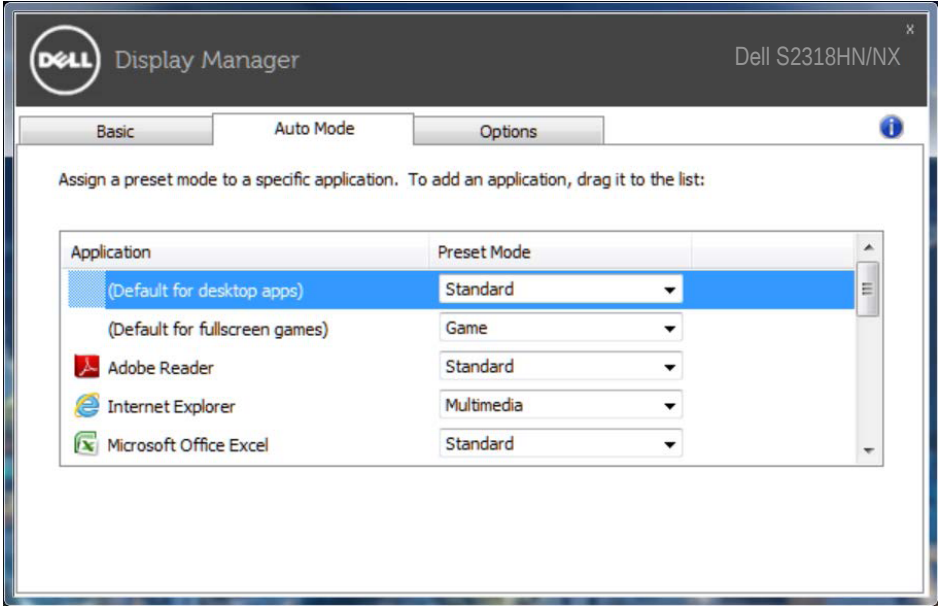 x
DELL
Display Manager
Dell S2318HN/NX
Basic
Auto Mode
Options
i
Assign a preset mode to a specific application. To add an application, drag it to the list:
Application Preset Mode
(Default for desktop apps) Standard
(Default for fullscreen games) Game
Adobe Reader Standard
Internet Explorer Multimedia
Microsoft Office Excel Standard